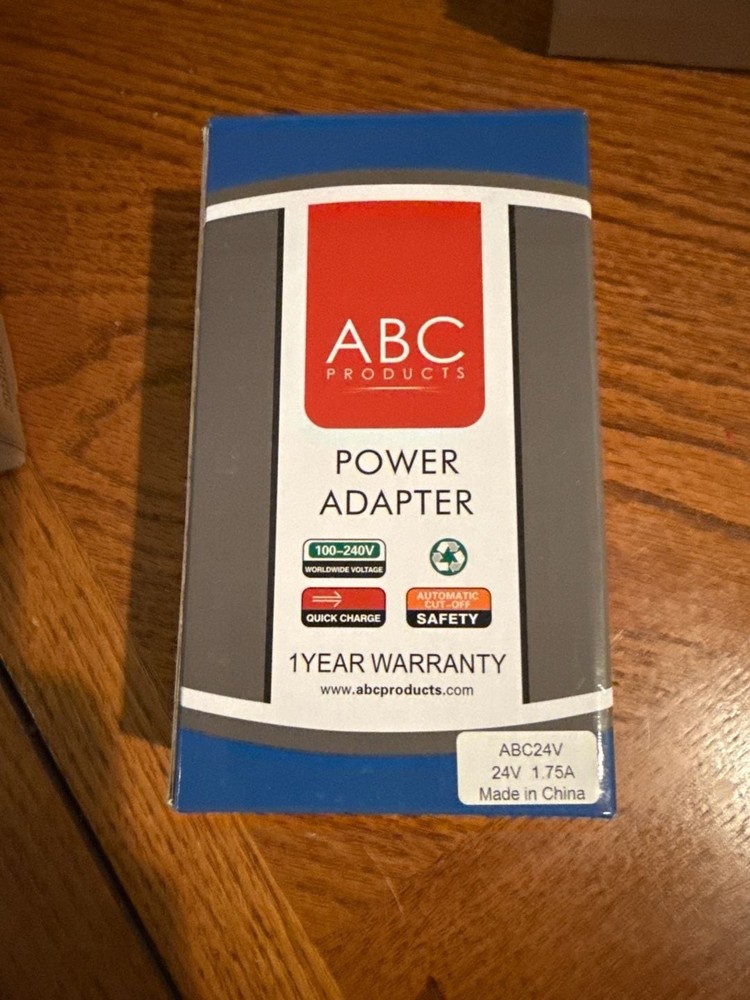 ABC
PRODUCTS
POWER
ADAPTER
100-240V
WORLDWIDE VOLTAGE
QUICK CHARGE
AUTOMATIC
CUT-OFF
SAFETY
1YEAR WARRANTY
www.abcproducts.com
ABC24V
24V 1.75A
Made in China